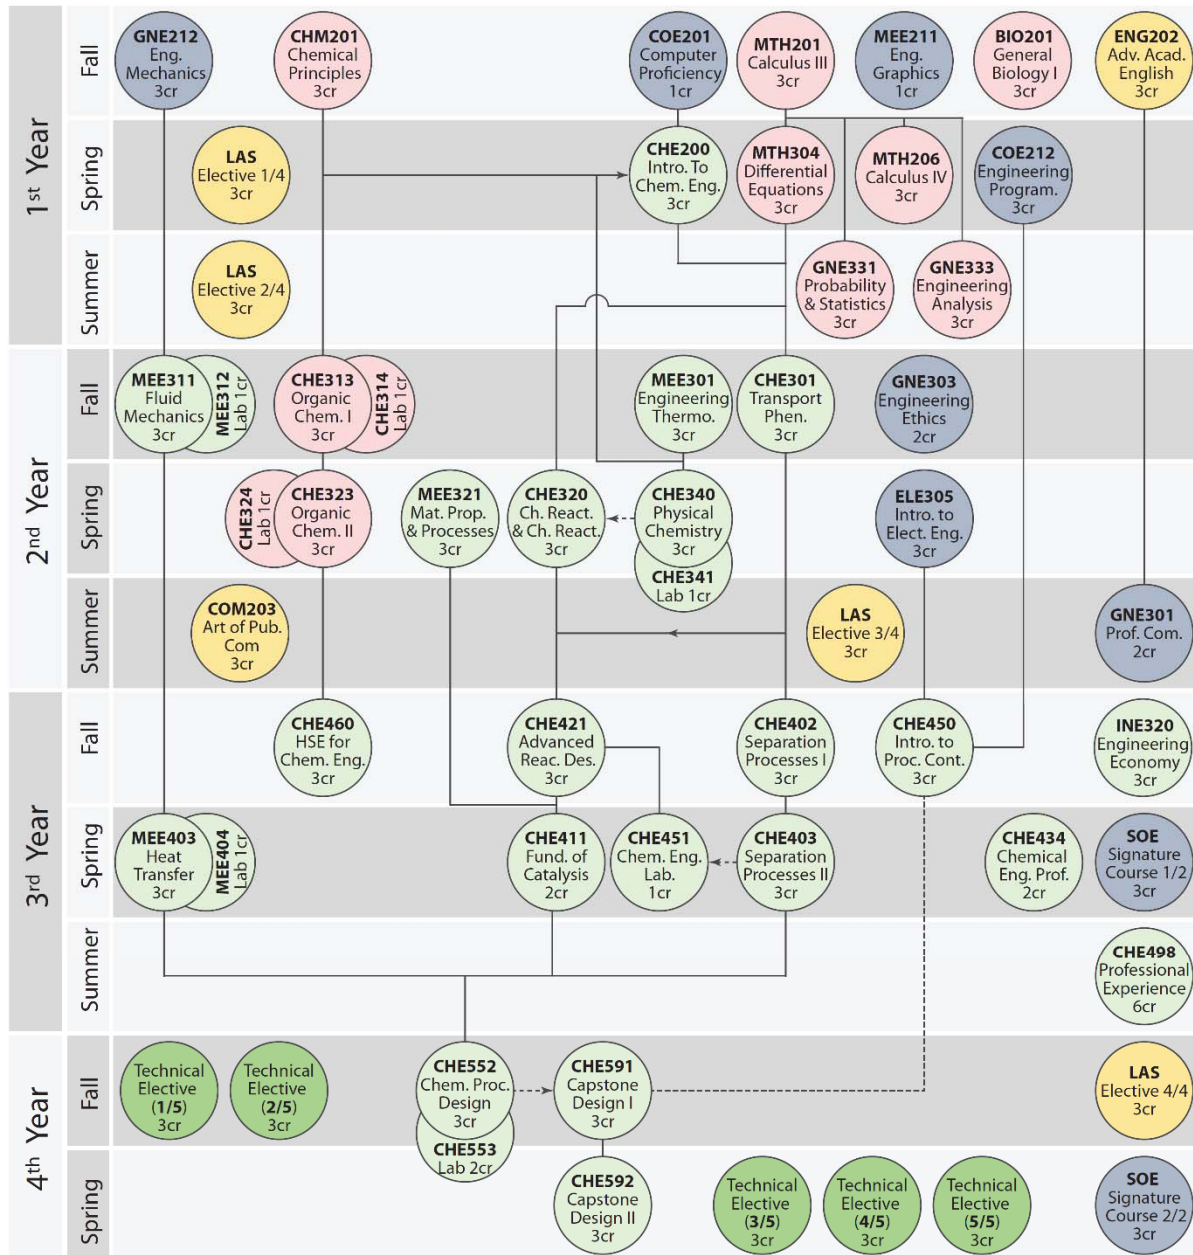 1st Year
Fall
GNE212
Eng.
Mechanics
3cr
CHM201
Chemical
Principles
3cr
COE201
Computer
Proficiency
1cr
MTH201
Calculus III
3cr
MEE211
Eng.
Graphics
1cr
BIO201
General
Biology I
3cr
ENG202
Adv. Acad.
English
3cr
Spring
LAS
Elective 1/4
3cr
CHE200
Intro. To
Chem. Eng.
3cr
MTH304
Differential
Equations
3cr
MTH206
Calculus IV
3cr
COE212
Engineering
Program.
3cr
Summer
LAS
Elective 2/4
3cr
GNE331
Probability
& Statistics
3cr
GNE333
Engineering
Analysis
3cr
2nd Year
Fall
MEE311
Fluid
Mechanics
3cr
MEE312
Lab 1cr
CHE313
Organic
Chem. I
3cr
CHE314
Lab 1cr
MEE301
Engineering
Thermo.
3cr
CHE301
Transport
Phen.
3cr
GNE303
Engineering
Ethics
2cr
Spring
CHE324
Lab 1cr
CHE323
Organic
Chem. II
3cr
MEE321
Mat. Prop.
& Processes
3cr
CHE320
Ch. React.
& Ch. React.
3cr
CHE340
Physical
Chemistry
3cr
CHE341
Lab 1cr
ELE305
Intro. to
Elect. Eng.
3cr
Summer
COM203
Art of Pub.
Com
3cr
LAS
Elective 3/4
3cr
GNE301
Prof. Com.
2cr
3rd Year
Fall
CHE460
HSE for
Chem. Eng.
3cr
CHE421
Advanced
Reac. Des.
3cr
CHE402
Separation
Processes I
3cr
CHE450
Intro. to
Proc. Cont.
3cr
INE320
Engineering
Economy
3cr
Spring
MEE403
Heat
Transfer
3cr
MEE404
Lab 1cr
CHE411
Fund. of
Catalysis
2cr
CHE451
Chem. Eng.
Lab.
1cr
CHE403
Separation
Processes II
3cr
CHE434
Chemical
Eng. Prof.
2cr
SOE
Signature
Course 1/2
3cr
Summer
CHE498
Professional
Experience
6cr
4th Year
Fall
Technical
Elective
(1/5)
3cr
Technical
Elective
(2/5)
3cr
CHE552
Chem. Proc.
Design
3cr
CHE553
Lab 2cr
CHE591
Capstone
Design I
3cr
LAS
Elective 4/4
3cr
Spring
CHE592
Capstone
Design II
3cr
Technical
Elective
(3/5)
3cr
Technical
Elective
(4/5)
3cr
Technical
Elective
(5/5)
3cr
SOE
Signature
Course 2/2
3cr